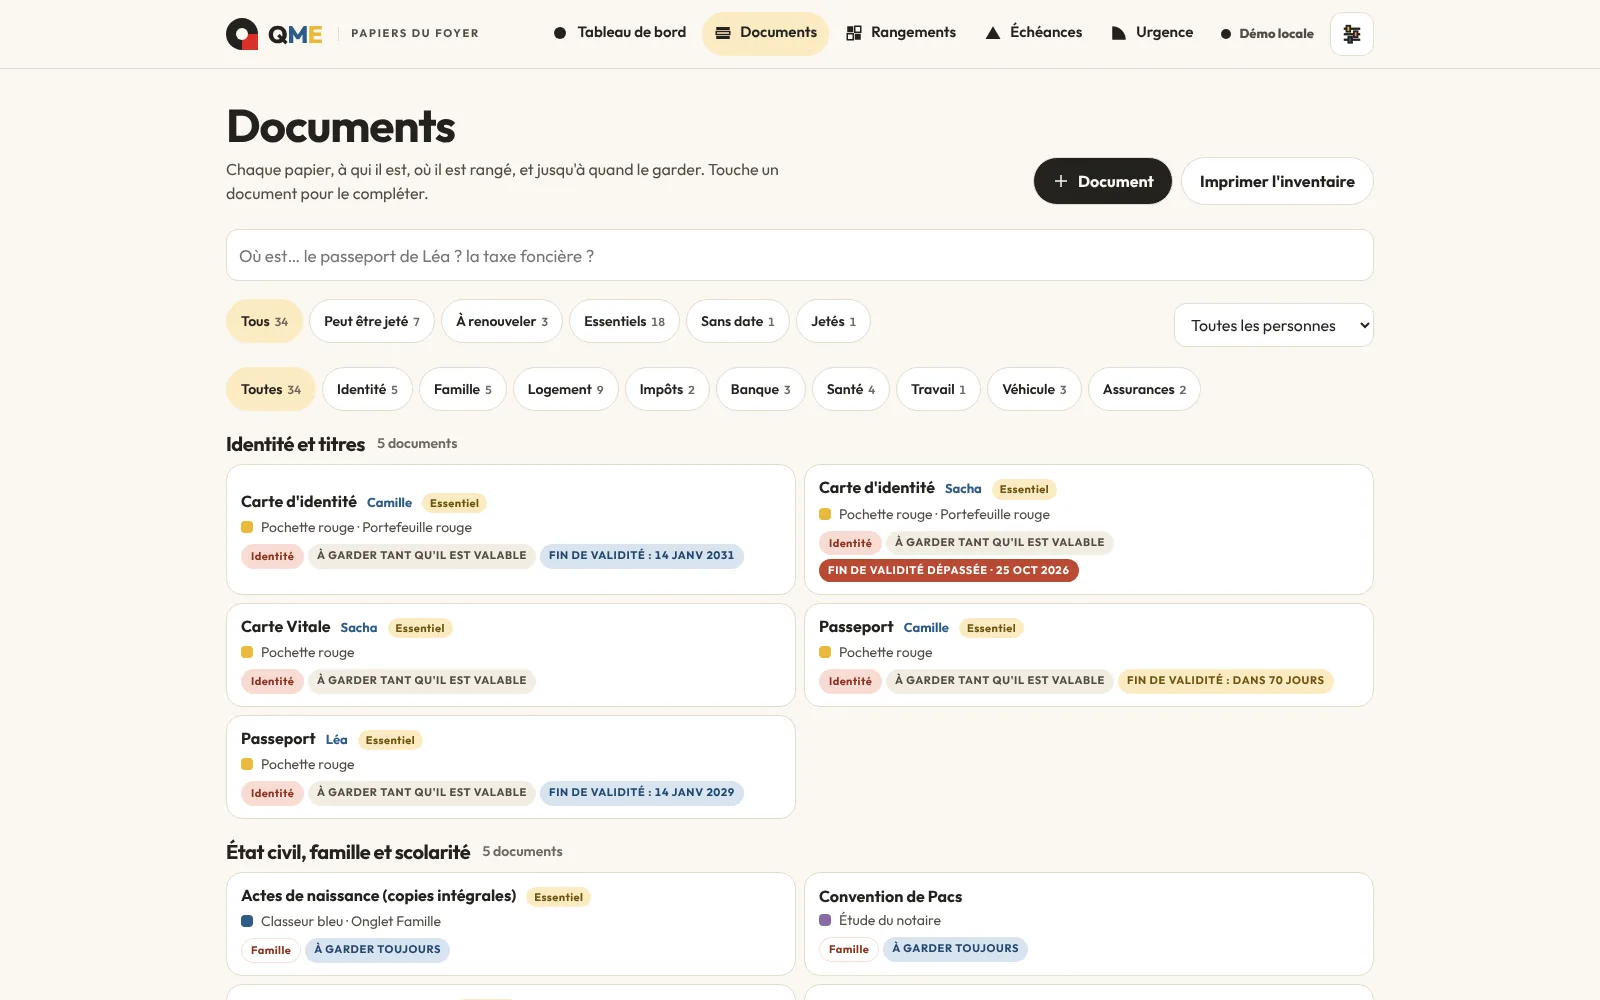 QME
PAPIERS DU FOYER
Tableau de bord
Documents
Rangements
Échéances
Urgence
Démo locale
Documents
Chaque papier, à qui il est, où il est rangé, et jusqu'à quand le garder. Touche un
document pour le compléter.
+ Document
Imprimer l'inventaire
Où est… le passeport de Léa ? la taxe foncière ?
Tous 34
Peut être jeté 7
À renouveler 3
Essentiels 18
Sans date 1
Jetés 1
Toutes les personnes
Toutes 34
Identité 5
Famille 5
Logement 9
Impôts 2
Banque 3
Santé 4
Travail 1
Véhicule 3
Assurances 2
Identité et titres 5 documents
Carte d'identité Camille Essentiel
Pochette rouge · Portefeuille rouge
Identité À GARDER TANT QU'IL EST VALABLE FIN DE VALIDITÉ : 14 JANV 2031
Carte d'identité Sacha Essentiel
Pochette rouge · Portefeuille rouge
Identité À GARDER TANT QU'IL EST VALABLE
FIN DE VALIDITÉ DÉPASSÉE · 25 OCT 2026
Carte Vitale Sacha Essentiel
Pochette rouge
Identité À GARDER TANT QU'IL EST VALABLE
Passeport Camille Essentiel
Pochette rouge
Identité À GARDER TANT QU'IL EST VALABLE FIN DE VALIDITÉ : DANS 70 JOURS
Passeport Léa Essentiel
Pochette rouge
Identité À GARDER TANT QU'IL EST VALABLE FIN DE VALIDITÉ : 14 JANV 2029
État civil, famille et scolarité 5 documents
Actes de naissance (copies intégrales) Essentiel
Classeur bleu · Onglet Famille
Famille À GARDER TOUJOURS
Convention de Pacs
Étude du notaire
Famille À GARDER TOUJOURS